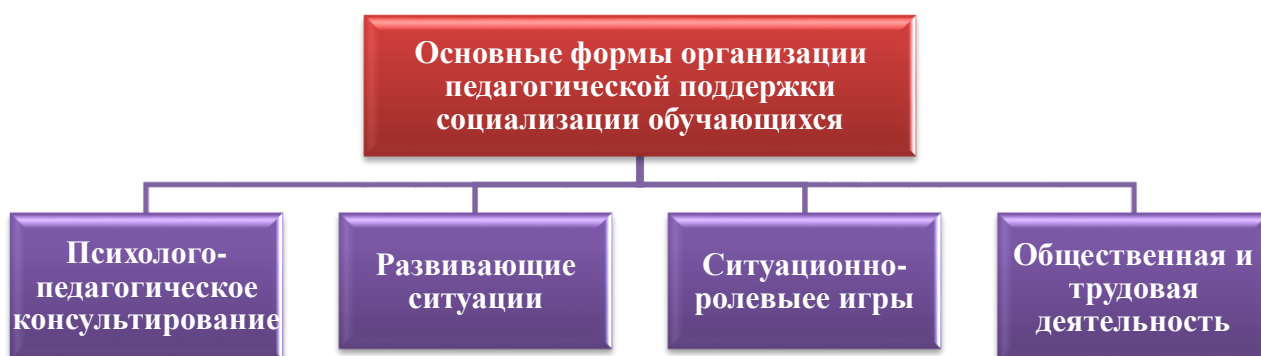 Основные формы организации
педагогической поддержки
социализации обучающихся
Психолого-
педагогическое
консультирование
Развивающие
ситуации
Ситуационно-
ролевыее игры
Общественная и
трудовая
деятельность